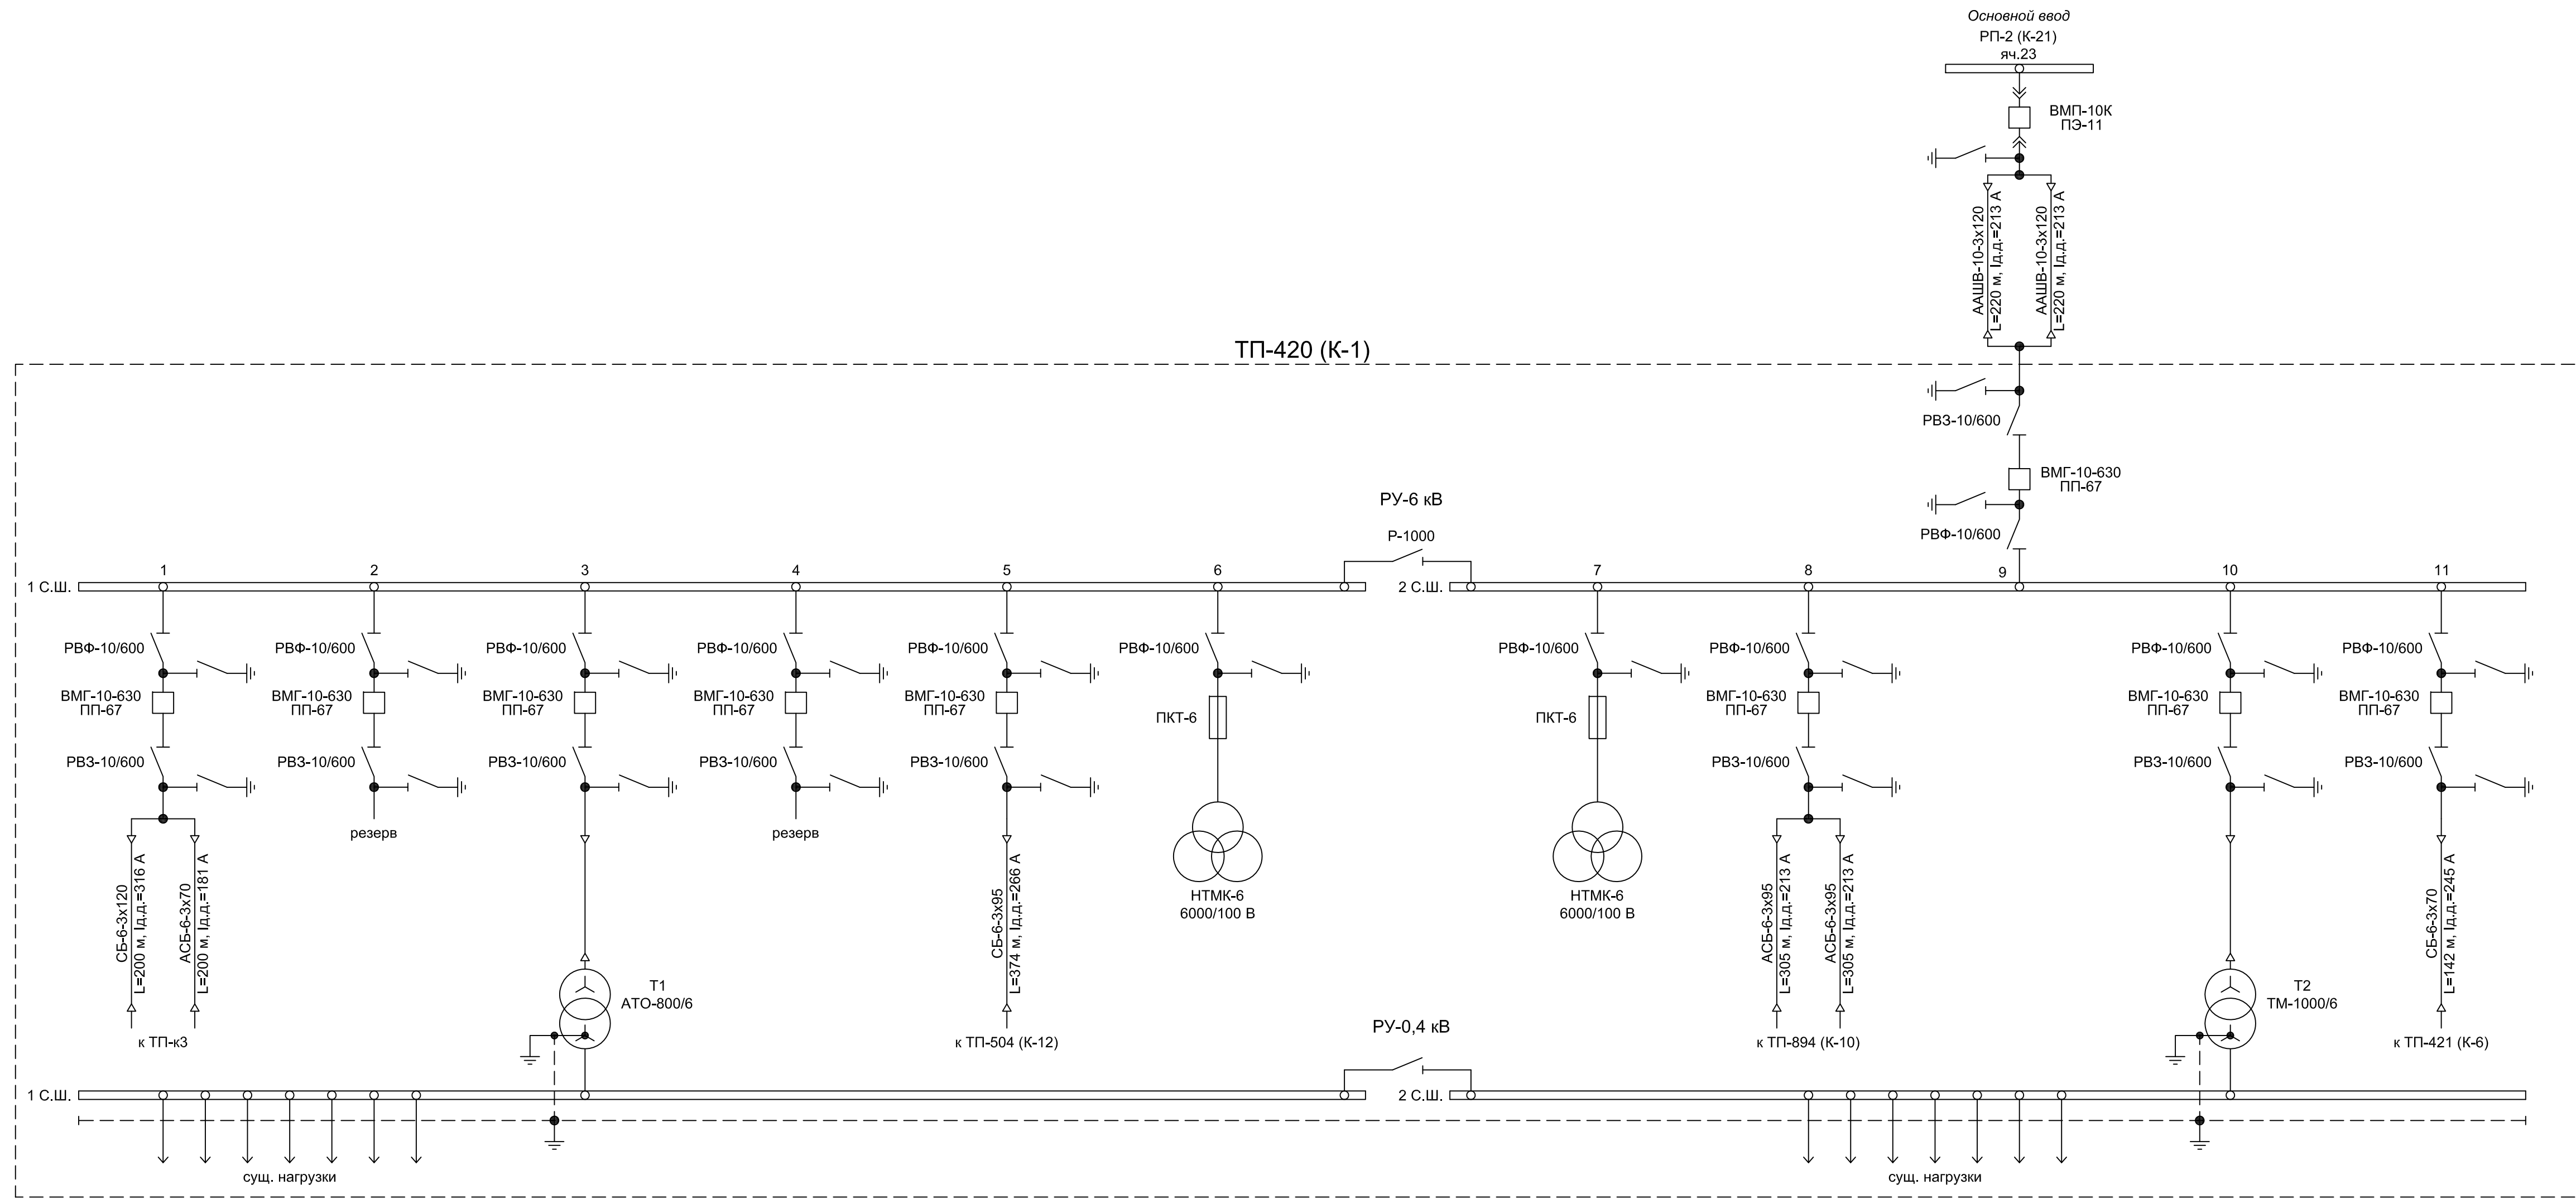 Основной ввод
РП-2 (К-21)
яч.23
ВМП-10К
ПЭ-11
ААШВ-10-3х120
L=220 м, Iд.д.=213 А
ААШВ-10-3х120
L=220 м, Iд.д.=213 А
ТП-420 (К-1)
РВЗ-10/600
ВМГ-10-630
ПП-67
РВФ-10/600
РУ-6 кВ
Р-1000
1 С.Ш.
1
2
3
4
5
6
2 С.Ш.
7
8
9
10
11
РВФ-10/600
РВФ-10/600
РВФ-10/600
РВФ-10/600
РВФ-10/600
РВФ-10/600
РВФ-10/600
РВФ-10/600
РВФ-10/600
РВФ-10/600
ВМГ-10-630
ПП-67
ВМГ-10-630
ПП-67
ВМГ-10-630
ПП-67
ВМГ-10-630
ПП-67
ВМГ-10-630
ПП-67
ПКТ-6
ПКТ-6
ВМГ-10-630
ПП-67
ВМГ-10-630
ПП-67
ВМГ-10-630
ПП-67
РВЗ-10/600
РВЗ-10/600
РВЗ-10/600
РВЗ-10/600
РВЗ-10/600
РВЗ-10/600
РВЗ-10/600
РВЗ-10/600
резерв
резерв
СБ-6-3х120
L=200 м, Iд.д.=316 А
АСБ-6-3х70
L=200 м, Iд.д.=181 А
СБ-6-3х95
L=374 м, Iд.д.=266 А
НТМК-6
6000/100 В
НТМК-6
6000/100 В
АСБ-6-3х95
L=305 м, Iд.д.=213 А
АСБ-6-3х95
L=305 м, Iд.д.=213 А
СБ-6-3х70
L=142 м, Iд.д.=245 А
Т1
АТО-800/6
Т2
ТМ-1000/6
к ТП-к3
к ТП-504 (К-12)
РУ-0,4 кВ
к ТП-894 (К-10)
к ТП-421 (К-6)
1 С.Ш.
2 С.Ш.
сущ. нагрузки
сущ. нагрузки